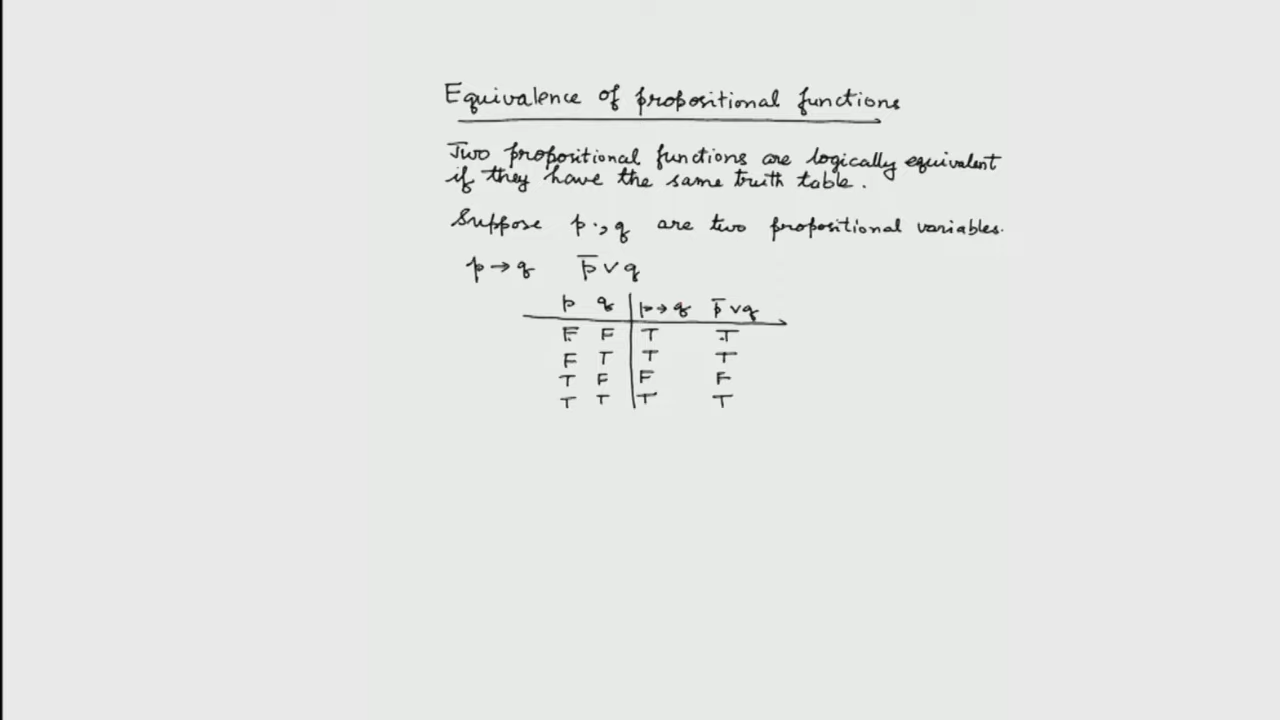 Equivalence of propositional functions
Two propositional functions are logically equivalent
if they have the same truth table.
Suppose p, q are two propositional variables.
p → q p̅ ∨ q
p q p → q p̅ ∨ q
F F T T
F T T T
T F F F
T T T T